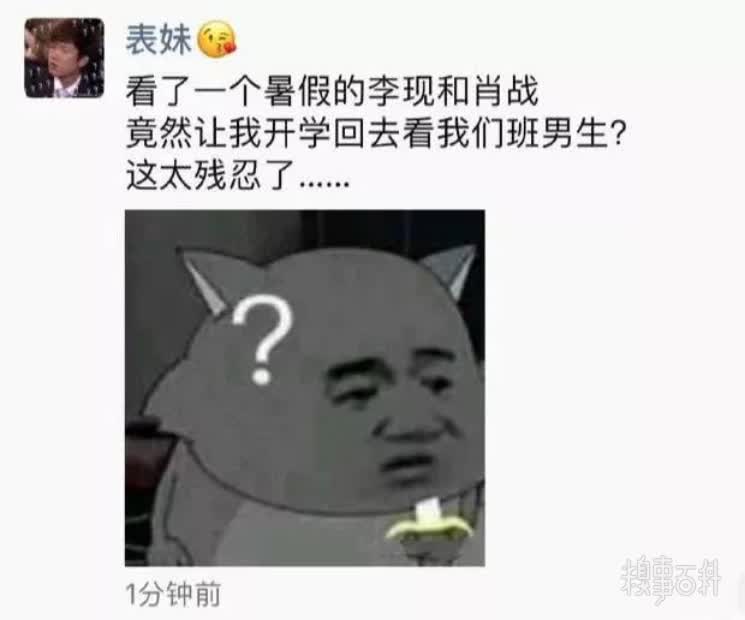 表妹😘
看了一个暑假的李现和肖战
竟然让我开学回去看我们班男生?
这太残忍了......
?
1分钟前
糗事百科